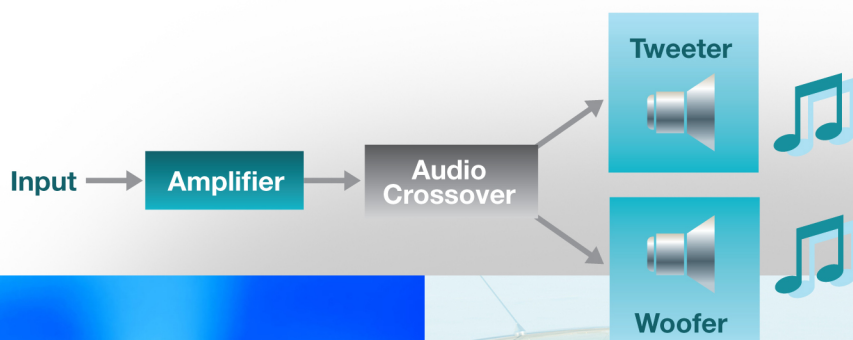 Tweeter
Input
Amplifier
Audio
Crossover
Woofer